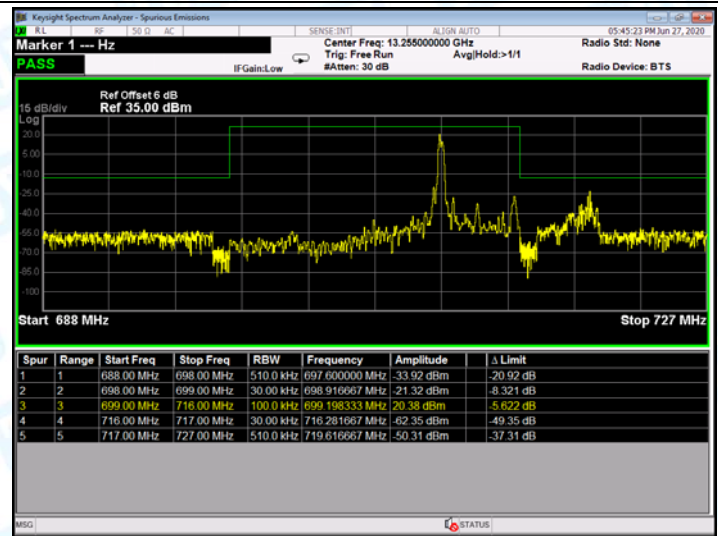 Keysight Spectrum Analyzer - Spurious Emissions
RL RF 50 Ω AC SENSE:INT ALIGN AUTO 05:45:23 PM Jun 27, 2020
Marker 1 --- Hz Center Freq: 13.255000000 GHz Radio Std: None
Trig: Free Run Avg|Hold:>1/1
PASS IFGain:Low #Atten: 30 dB Radio Device: BTS
Ref Offset 6 dB
15 dB/div Ref 35.00 dBm
Log
20.0
5.00
-10.0
-25.0
-40.0
-55.0
-70.0
-85.0
-100
Start 688 MHz Stop 727 MHz
Spur Range Start Freq Stop Freq RBW Frequency Amplitude Δ Limit
1 1 688.00 MHz 698.00 MHz 510.0 kHz 697.600000 MHz -33.92 dBm -20.92 dB
2 2 698.00 MHz 699.00 MHz 30.00 kHz 698.916667 MHz -21.32 dBm -8.321 dB
3 3 699.00 MHz 716.00 MHz 100.0 kHz 699.198333 MHz 20.38 dBm -5.622 dB
4 4 716.00 MHz 717.00 MHz 30.00 kHz 716.281667 MHz -62.35 dBm -49.35 dB
5 5 717.00 MHz 727.00 MHz 510.0 kHz 719.616667 MHz -50.31 dBm -37.31 dB
MSG STATUS